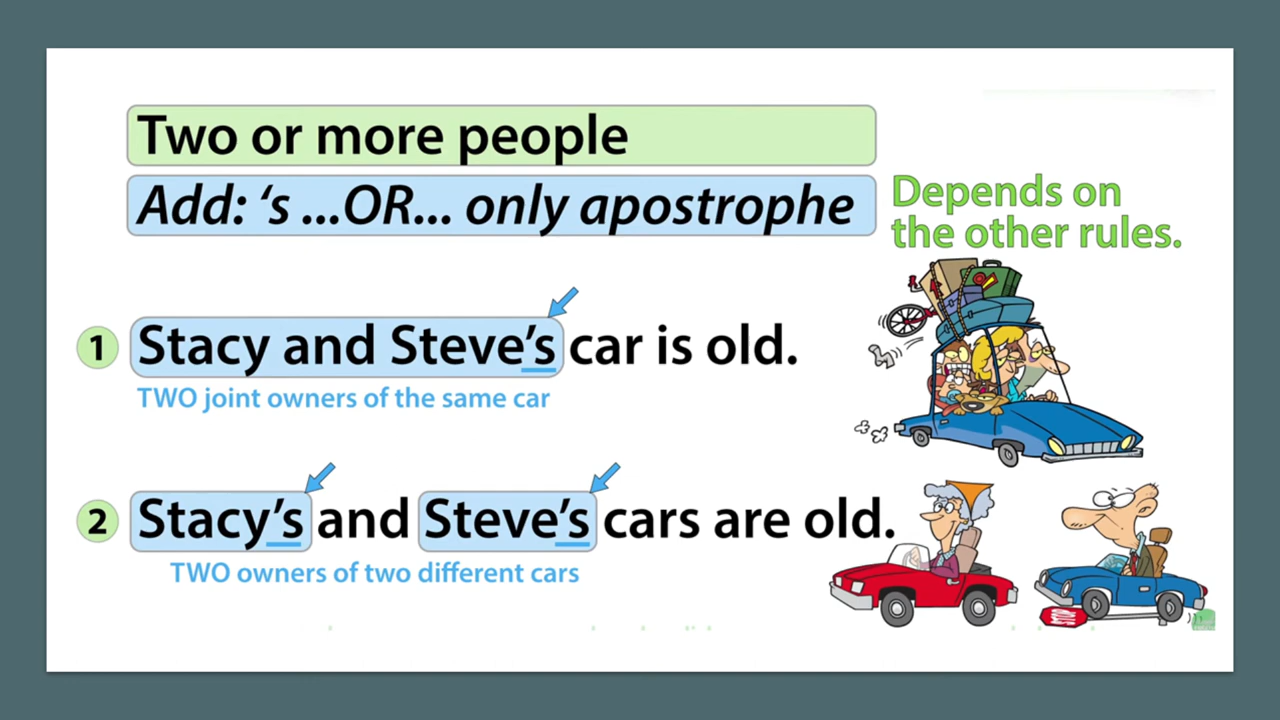 Two or more people
Add: ‘s ...OR... only apostrophe
Depends on
the other rules.
1 Stacy and Steve’s car is old.
TWO joint owners of the same car
2 Stacy’s and Steve’s cars are old.
TWO owners of two different cars